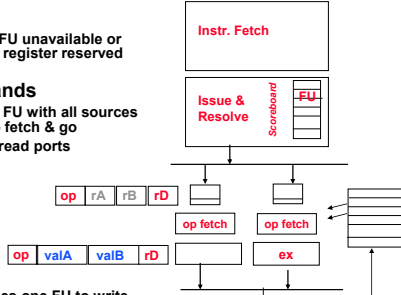 FU unavailable or
register reserved
Instr. Fetch
FU with all sources
fetch & go
read ports
Issue &
Resolve
Scoreboard
FU
op rA rB rD
op fetch op fetch
op valA valB rD
ex
one FU to write